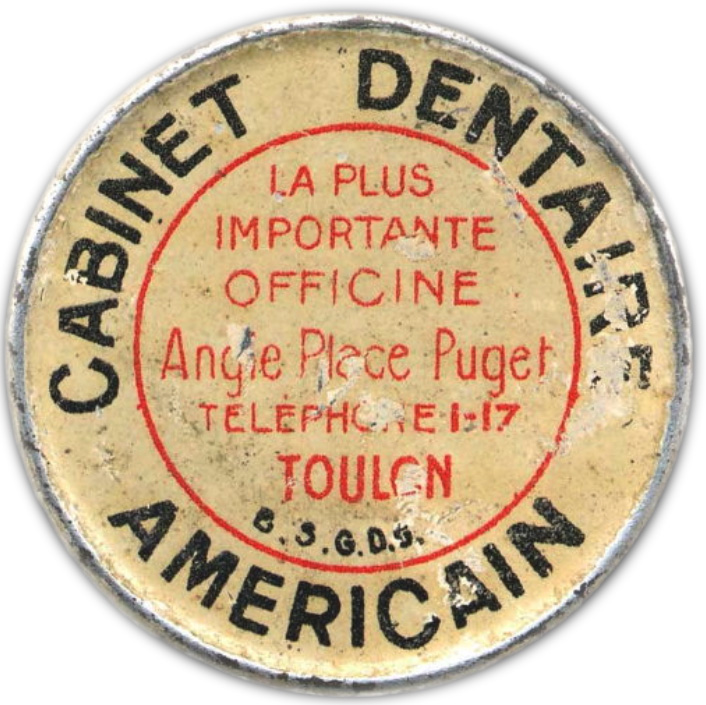 CABINET DENTAIRE
LA PLUS
IMPORTANTE
OFFICINE
Angle Place Puget
TÉLÉPHONE 1-17
TOULON
B.S.G.D.G.
AMERICAIN